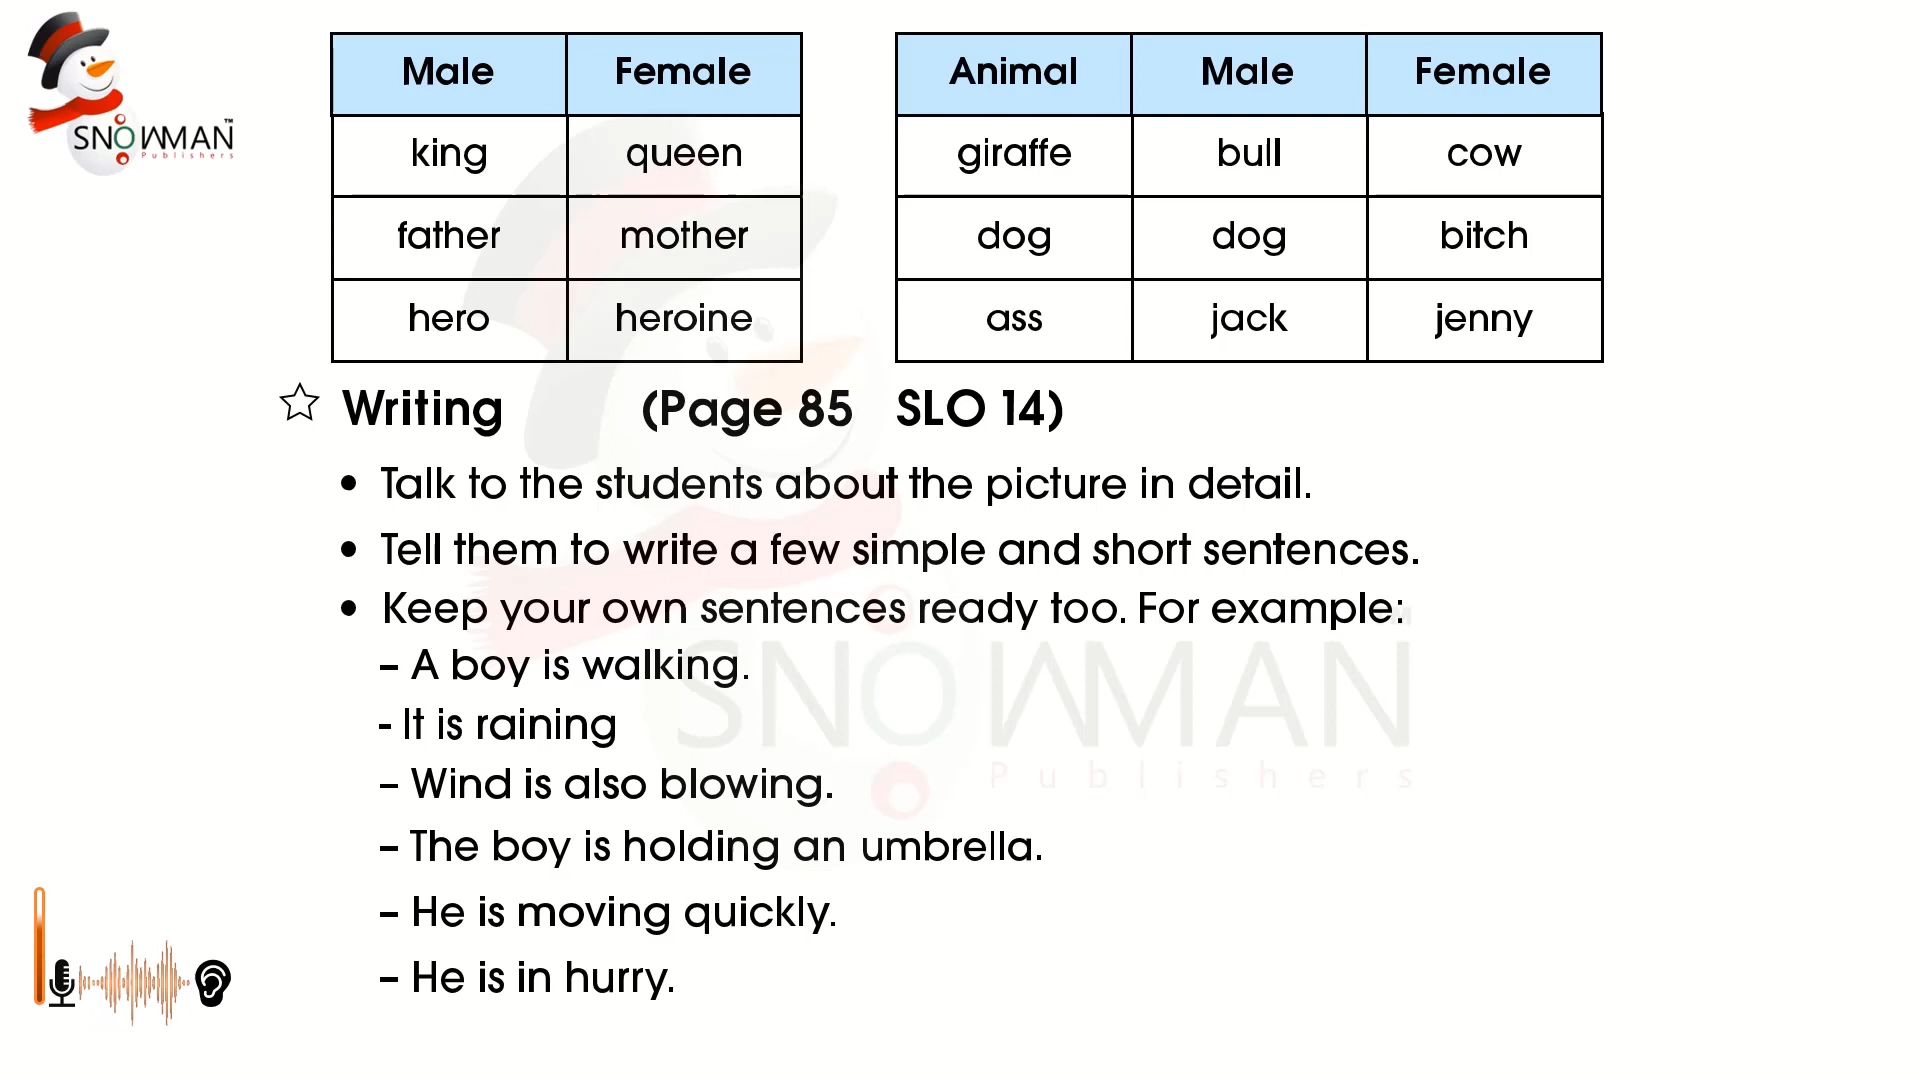 SNOWMAN™
Publishers
Male Female
king queen
father mother
hero heroine
Animal Male Female
giraffe bull cow
dog dog bitch
ass jack jenny
Writing (Page 85 SLO 14)
• Talk to the students about the picture in detail.
• Tell them to write a few simple and short sentences.
• Keep your own sentences ready too. For example:
– A boy is walking.
- It is raining
– Wind is also blowing.
– The boy is holding an umbrella.
– He is moving quickly.
– He is in hurry.
SNOWMAN
Publishers